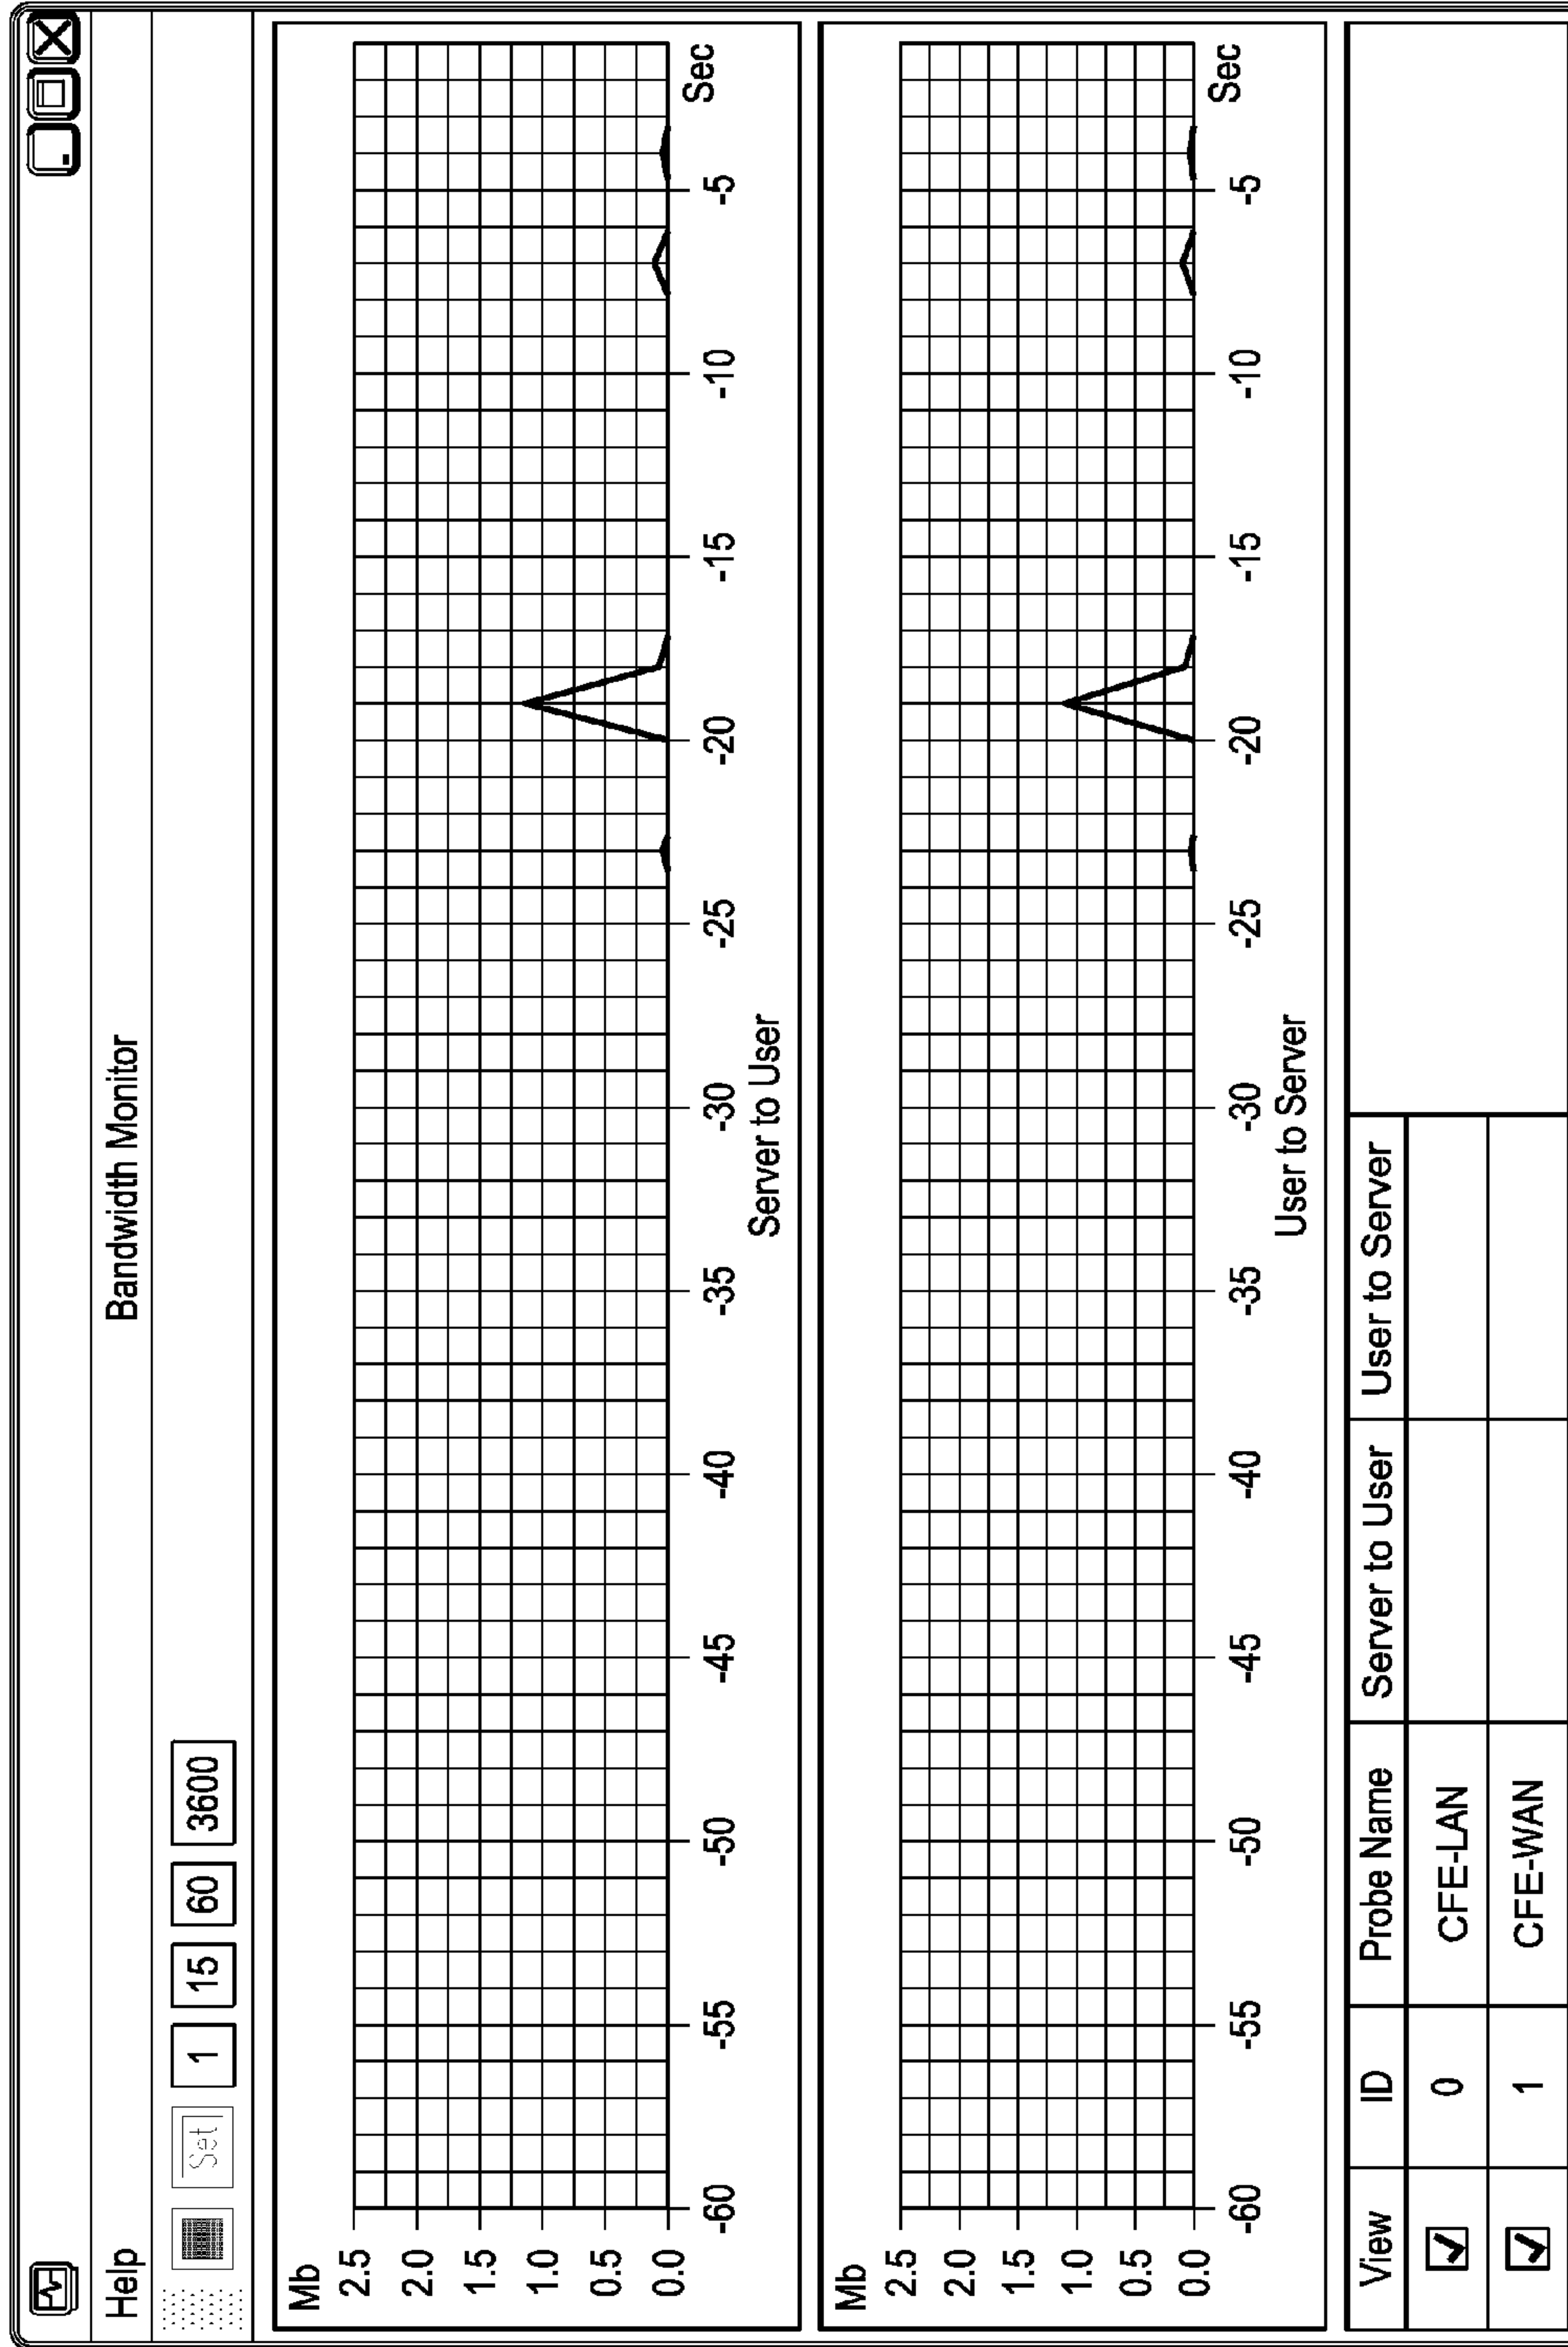 Bandwidth Monitor
Help
Set 1 15 60 3600
Mb
2.5
2.0
1.5
1.0
0.5
0.0
-60 -55 -50 -45 -40 -35 -30 -25 -20 -15 -10 -5 Sec
Server to User
Mb
2.5
2.0
1.5
1.0
0.5
0.0
-60 -55 -50 -45 -40 -35 -30 -25 -20 -15 -10 -5 Sec
User to Server
View ID Probe Name Server to User User to Server
0 CFE-LAN
1 CFE-WAN